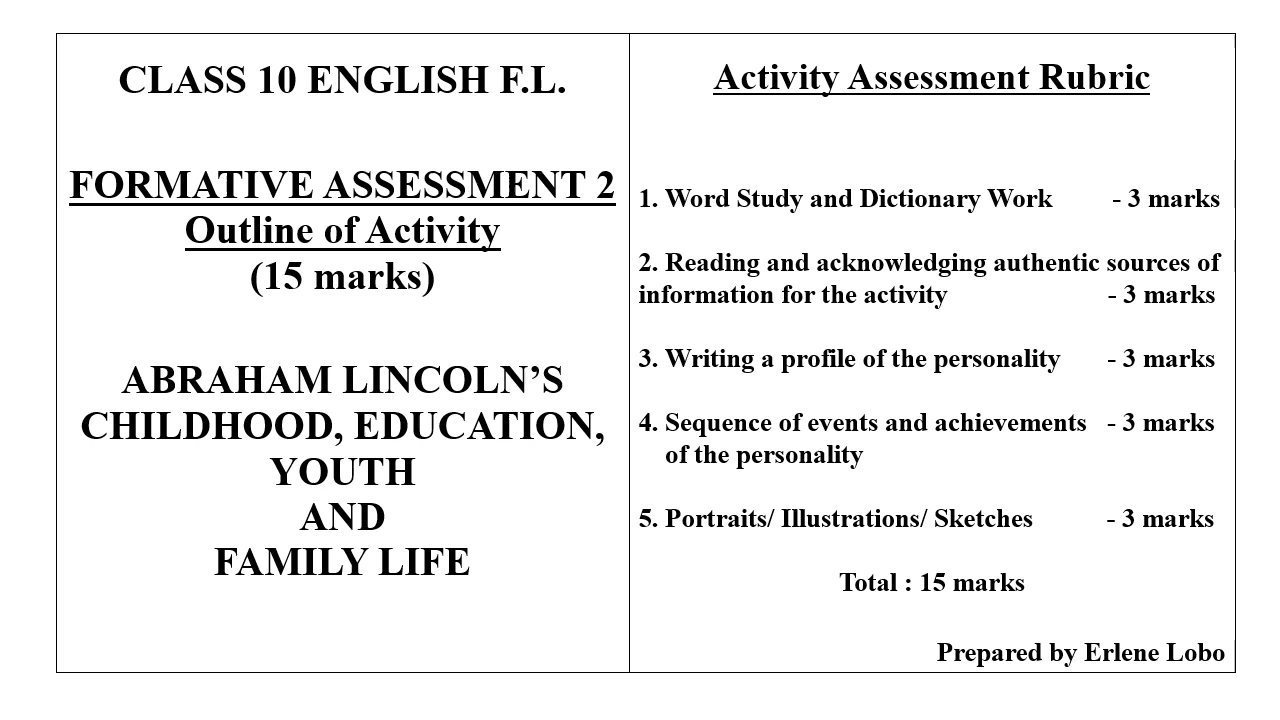 CLASS 10 ENGLISH F.L.
FORMATIVE ASSESSMENT 2
Outline of Activity
(15 marks)
ABRAHAM LINCOLN’S
CHILDHOOD, EDUCATION,
YOUTH
AND
FAMILY LIFE
Activity Assessment Rubric
1. Word Study and Dictionary Work - 3 marks
2. Reading and acknowledging authentic sources of
information for the activity - 3 marks
3. Writing a profile of the personality - 3 marks
4. Sequence of events and achievements - 3 marks
of the personality
5. Portraits/ Illustrations/ Sketches - 3 marks
Total : 15 marks
Prepared by Erlene Lobo